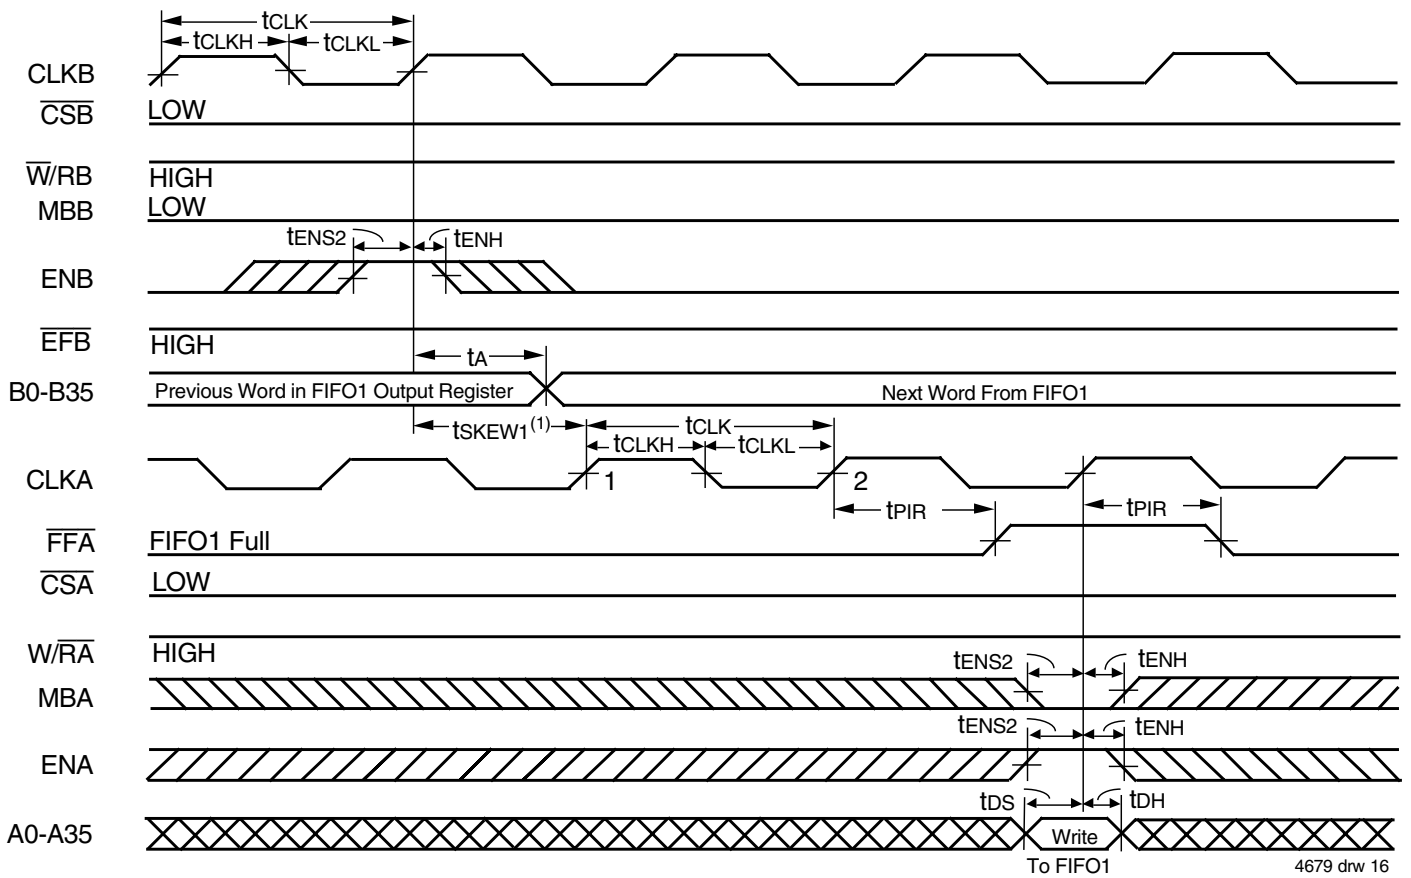 tCLK
tCLKH tCLKL
CLKB
CSB LOW
W/RB HIGH
MBB LOW
tENS2 tENH
ENB
EFB HIGH
tA
B0-B35 Previous Word in FIFO1 Output Register Next Word From FIFO1
tSKEW1(1) tCLK
tCLKH tCLKL
CLKA 1 2
tPIR tPIR
FFA FIFO1 Full
CSA LOW
W/RA HIGH
tENS2 tENH
MBA
tENS2 tENH
ENA
tDS tDH
A0-A35 Write
To FIFO1 4679 drw 16